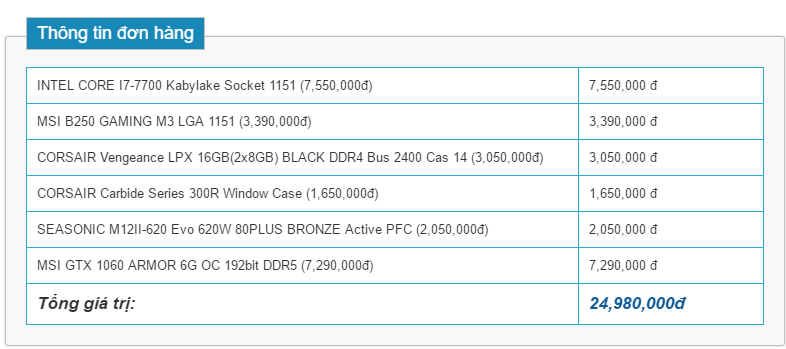 Thông tin đơn hàng
INTEL CORE I7-7700 Kabylake Socket 1151 (7,550,000đ) 7,550,000 đ
MSI B250 GAMING M3 LGA 1151 (3,390,000đ) 3,390,000 đ
CORSAIR Vengeance LPX 16GB(2x8GB) BLACK DDR4 Bus 2400 Cas 14 (3,050,000đ) 3,050,000 đ
CORSAIR Carbide Series 300R Window Case (1,650,000đ) 1,650,000 đ
SEASONIC M12II-620 Evo 620W 80PLUS BRONZE Active PFC (2,050,000đ) 2,050,000 đ
MSI GTX 1060 ARMOR 6G OC 192bit DDR5 (7,290,000đ) 7,290,000 đ
Tổng giá trị: 24,980,000đ